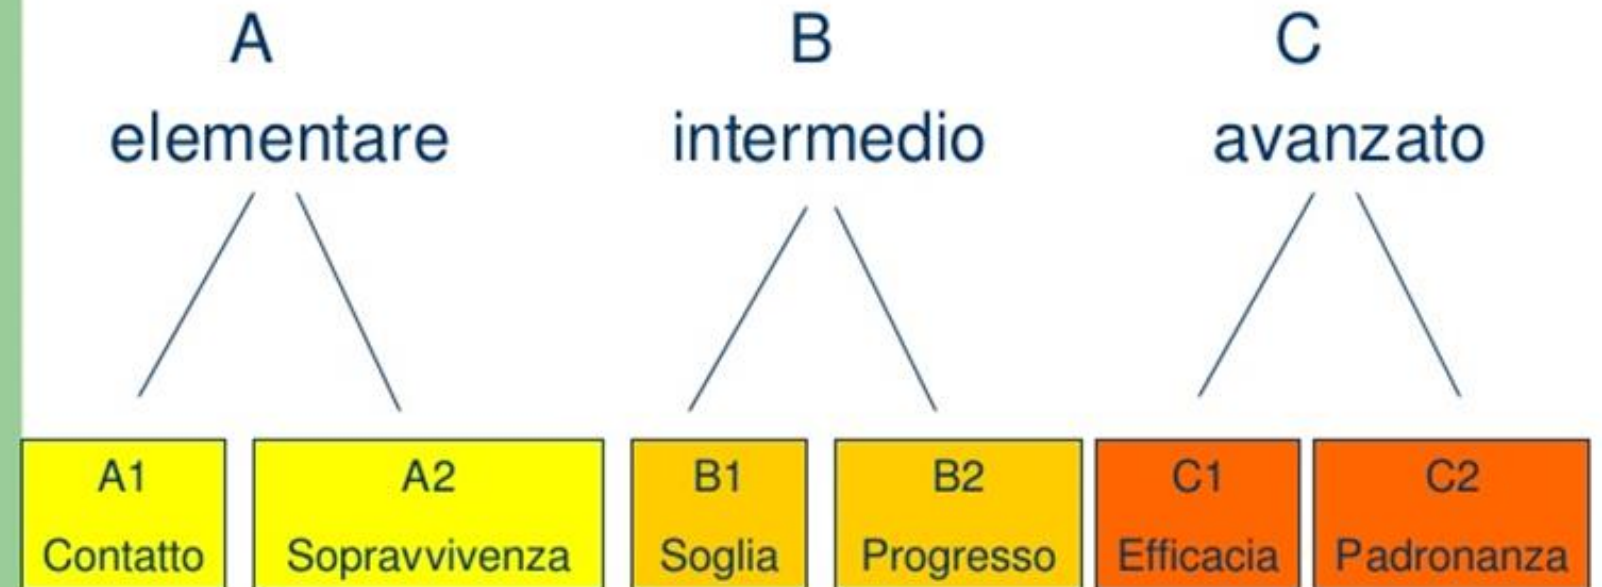 A
B
C
elementare
intermedio
avanzato
A1
Contatto
A2
Sopravvivenza
B1
Soglia
B2
Progresso
C1
Efficacia
C2
Padronanza